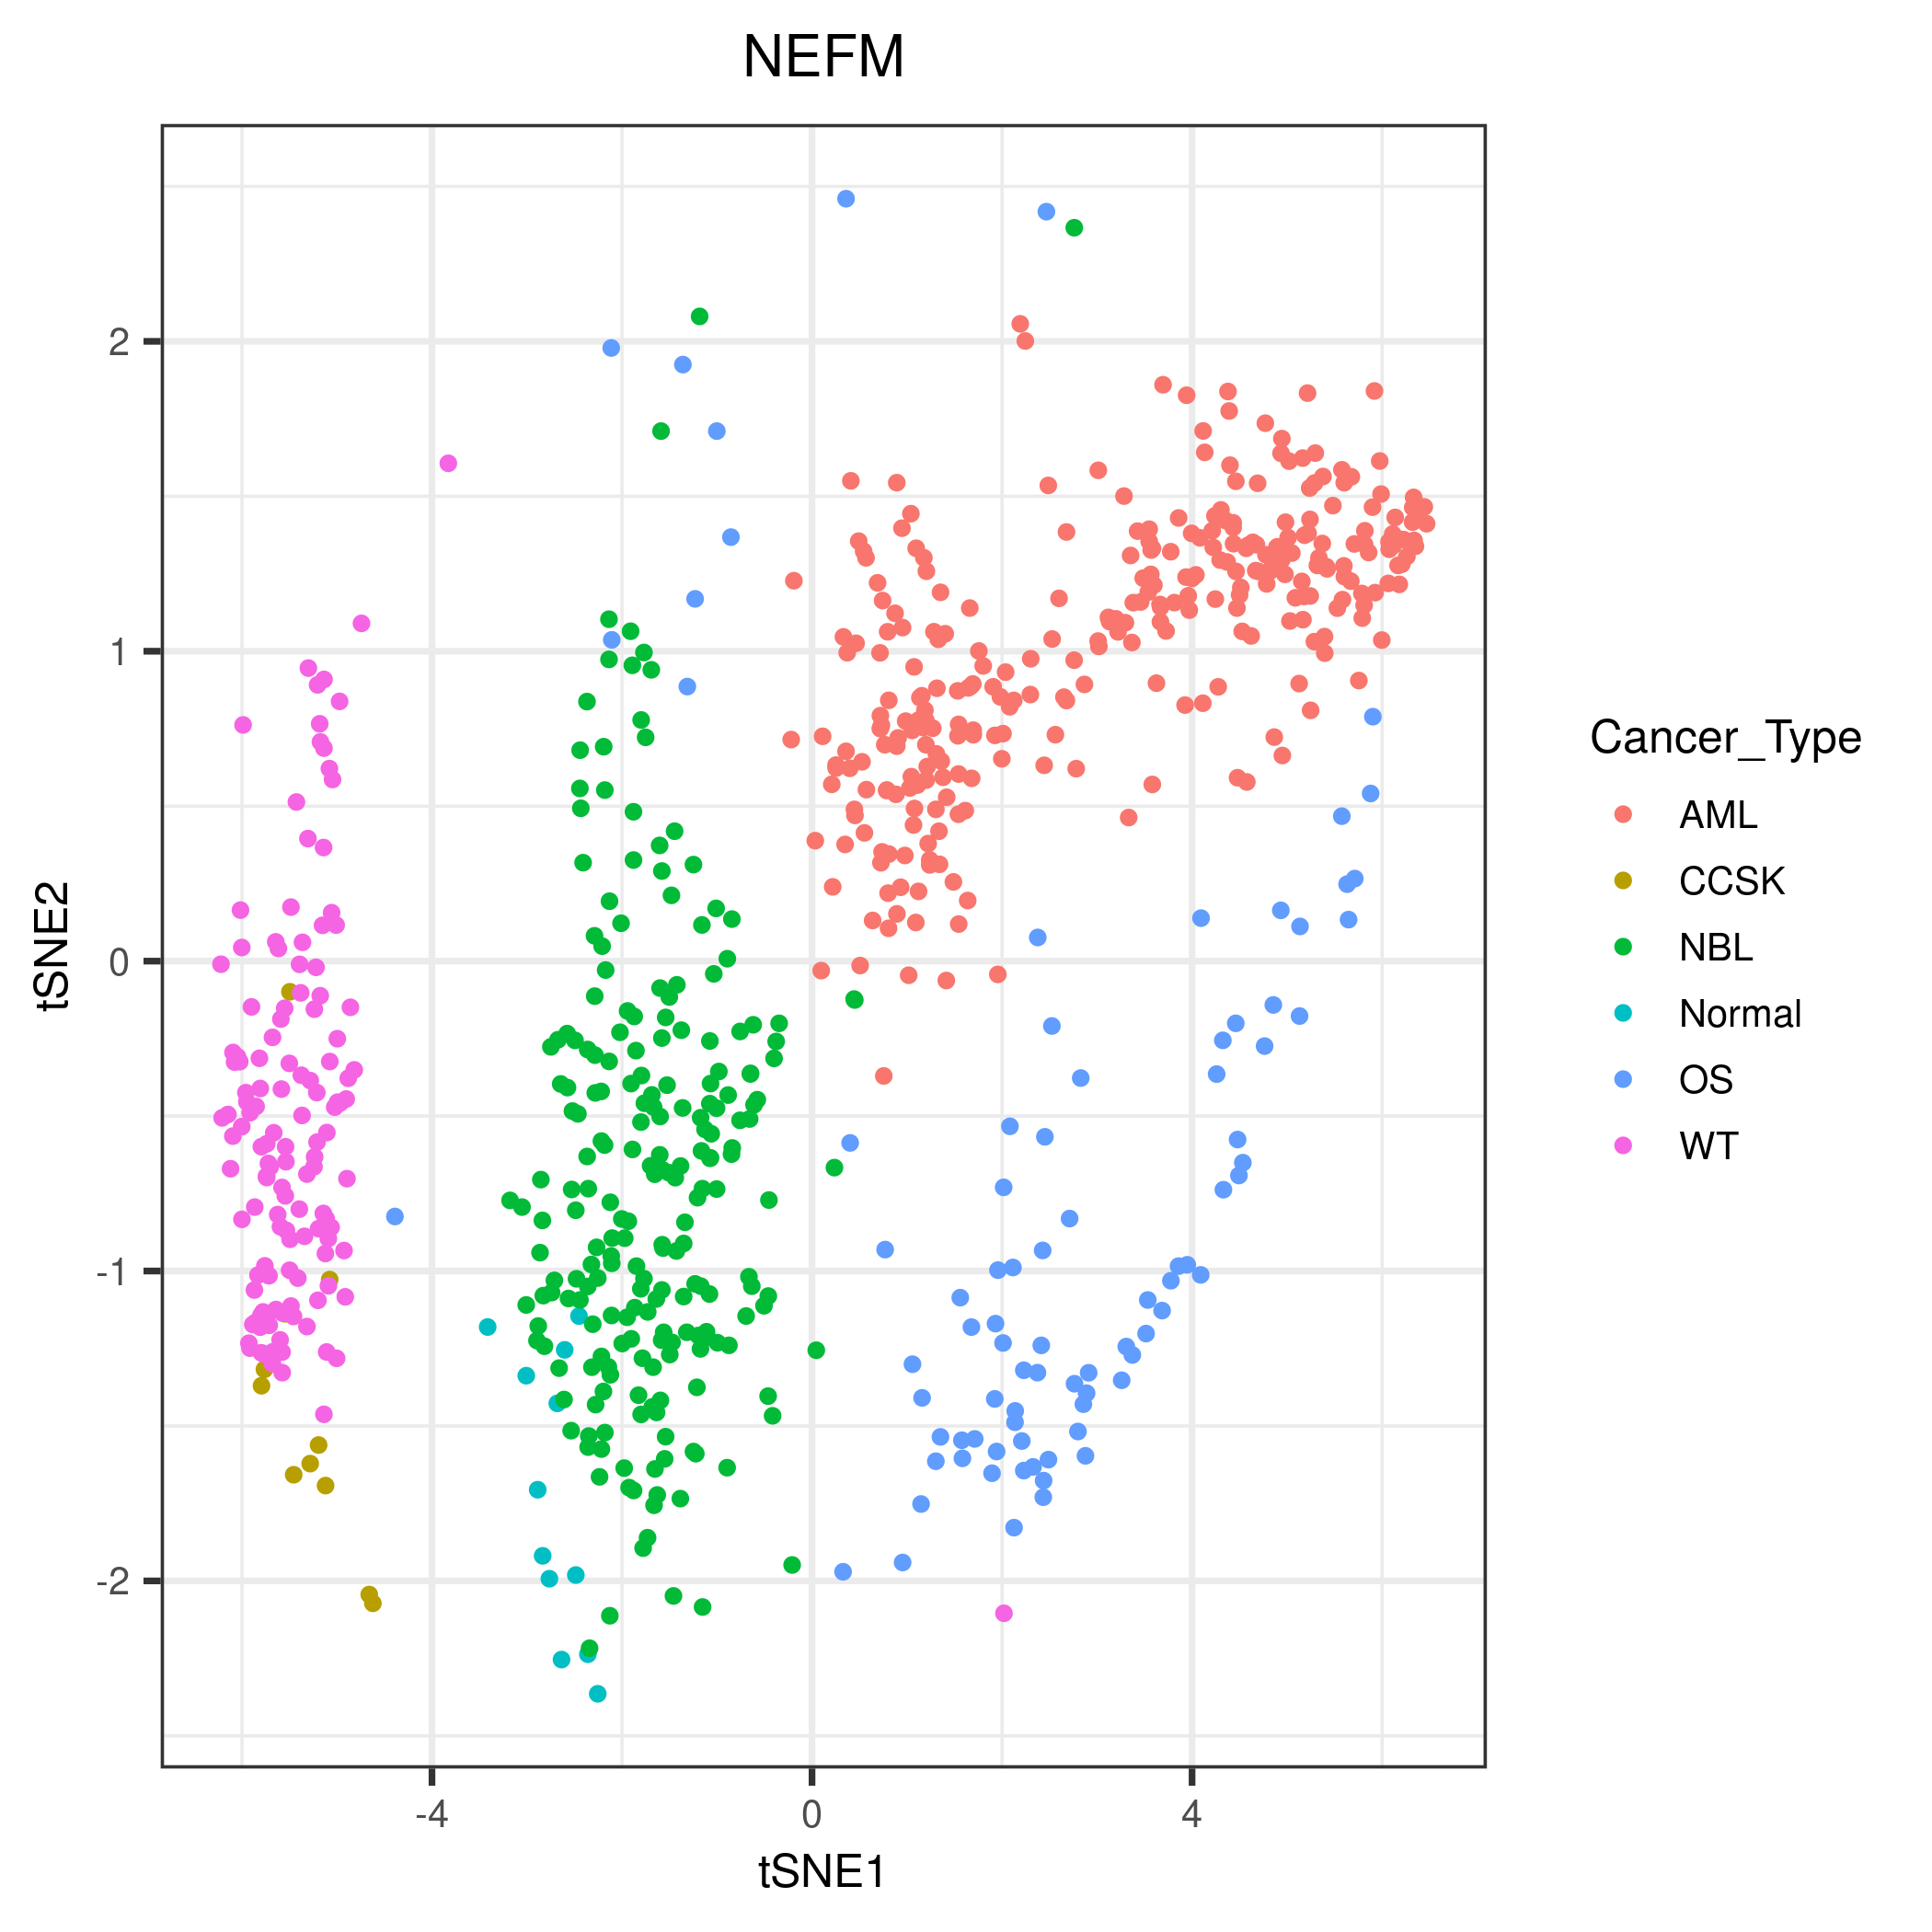 NEFM
2
1
0
-1
-2
tSNE2
-4
0
4
tSNE1
Cancer_Type
AML
CCSK
NBL
Normal
OS
WT